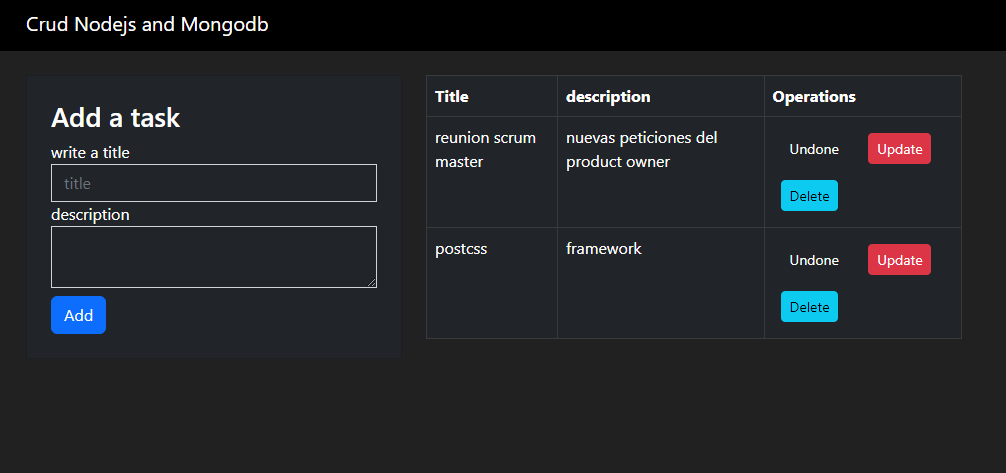 Crud Nodejs and Mongodb
Add a task
write a title
title
description
Add
Title description Operations
reunion scrum master
nuevas peticiones del product owner
Undone Update
Delete
postcss framework
Undone Update
Delete